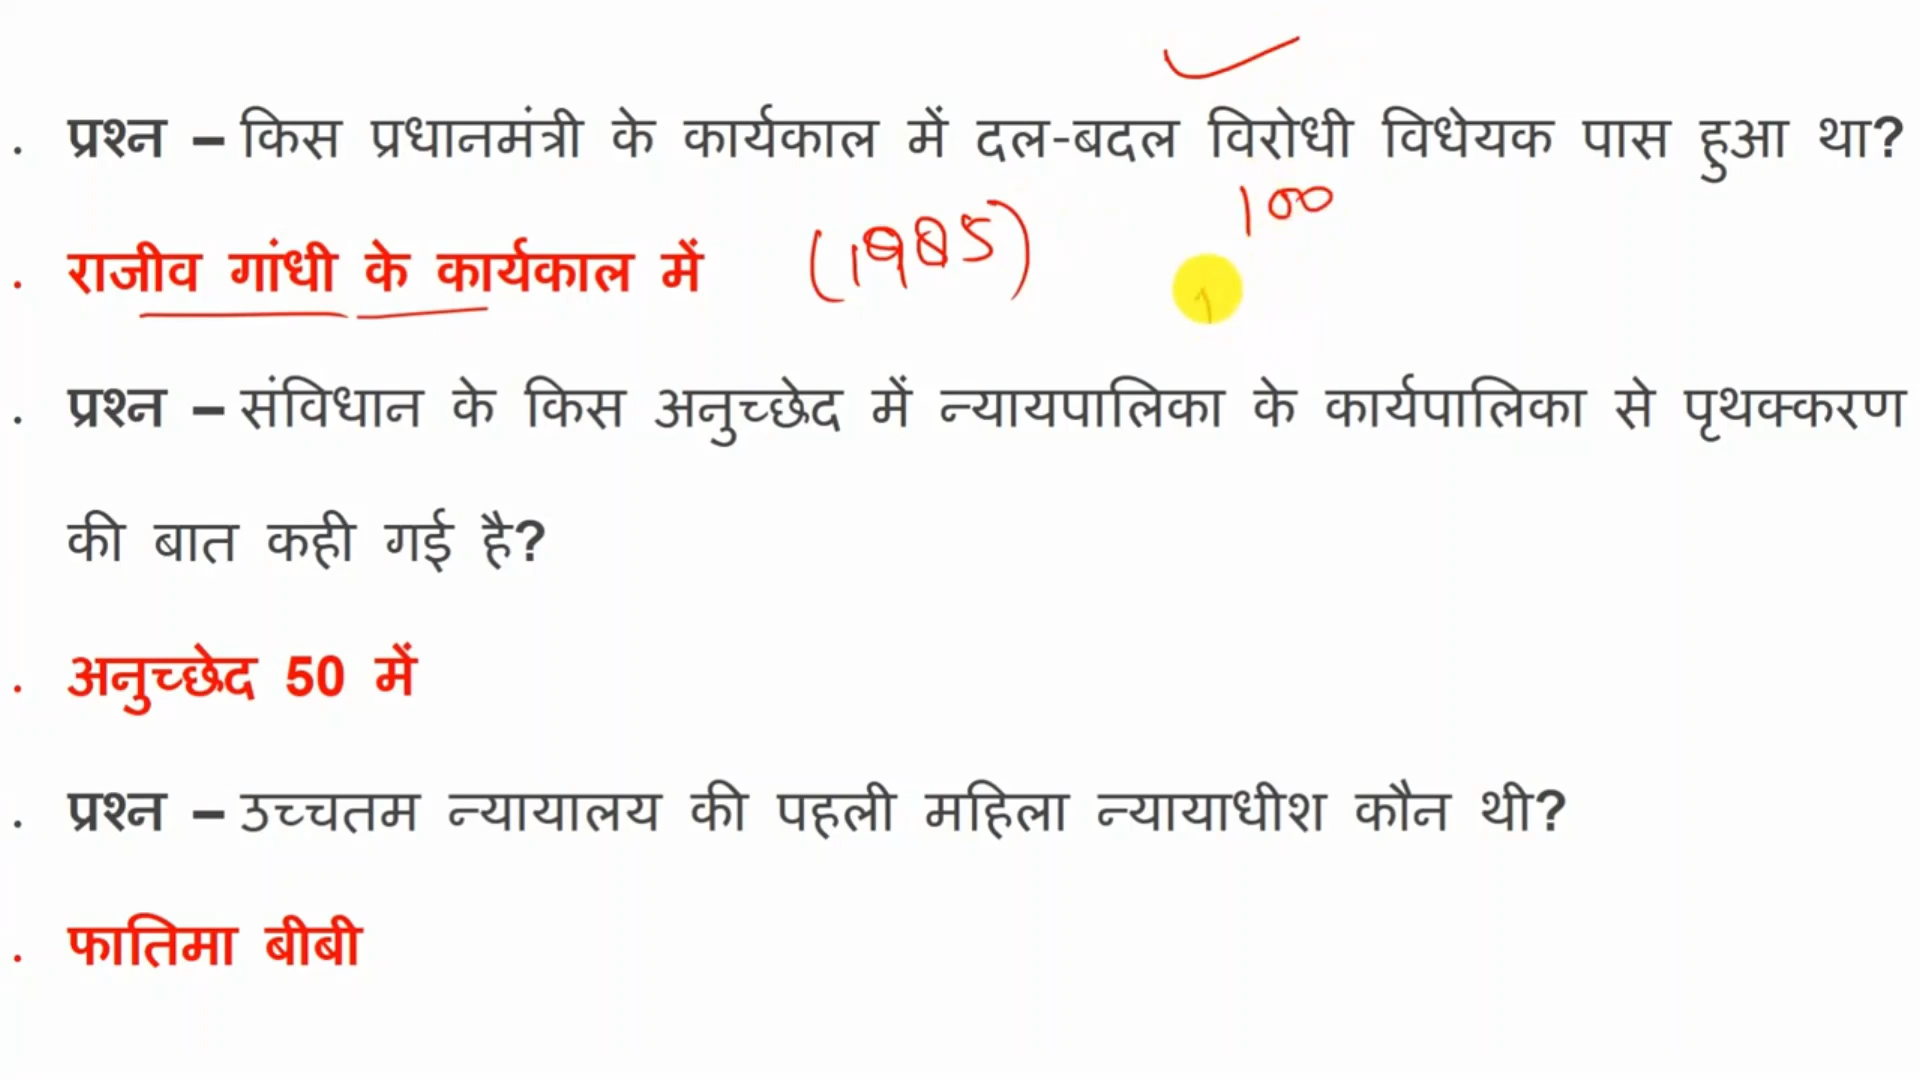 . प्रश्न – किस प्रधानमंत्री के कार्यकाल में दल-बदल विरोधी विधेयक पास हुआ था?
100
. राजीव गांधी के कार्यकाल में (1985)
. प्रश्न – संविधान के किस अनुच्छेद में न्यायपालिका के कार्यपालिका से पृथक्करण
की बात कही गई है?
. अनुच्छेद 50 में
. प्रश्न – उच्चतम न्यायालय की पहली महिला न्यायाधीश कौन थी?
. फातिमा बीबी